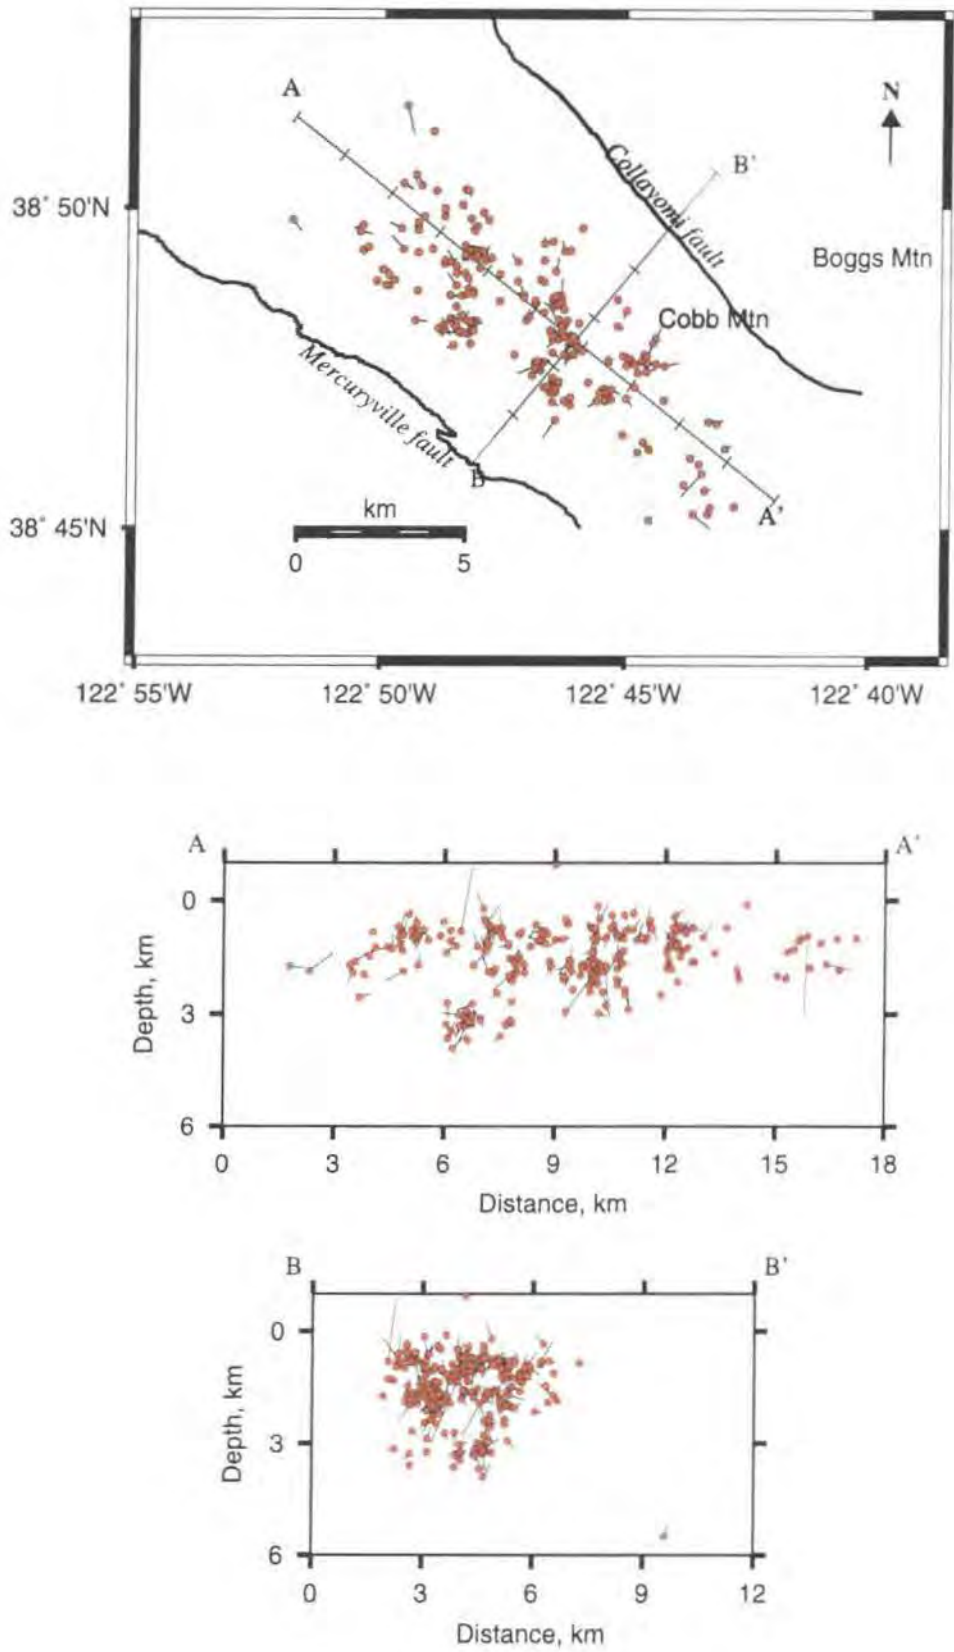 A
N
Collayomi fault
B'
38° 50'N
Boggs Mtn
Cobb Mtn
Mercuryville fault
B
km
A'
38° 45'N
0 5
122° 55'W 122° 50'W 122° 45'W 122° 40'W
A A'
0
3
6
Depth, km
0 3 6 9 12 15 18
Distance, km
B B'
0
3
6
Depth, km
0 3 6 9 12
Distance, km